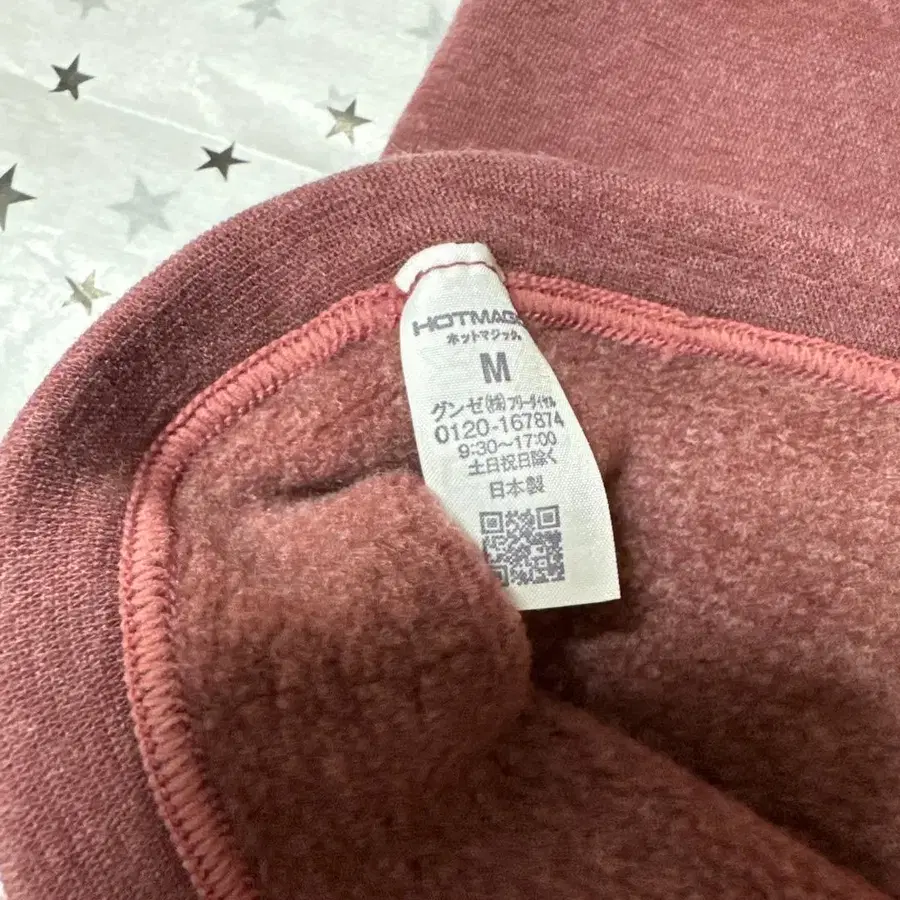 HOTMAGI
ホットマジック
M
グンゼ(株)フリーダイヤル
0120-167874
9:30〜17:00
土日祝日除く
日本製